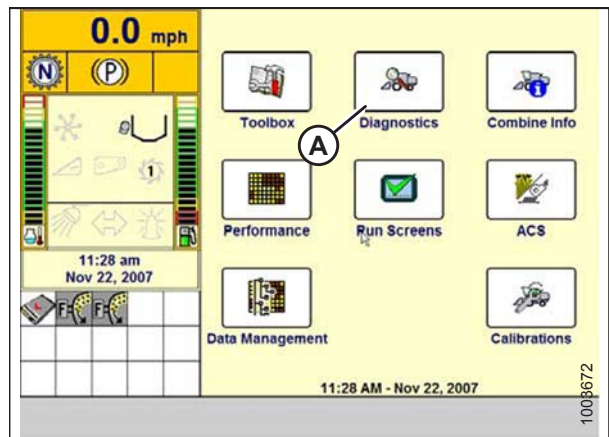 0.0 mph
N (P)
Toolbox
Diagnostics
Combine Info
A
1
Performance
Run Screens
ACS
11:28 am
Nov 22, 2007
F F
Data Management
Calibrations
11:28 AM - Nov 22, 2007
1003672